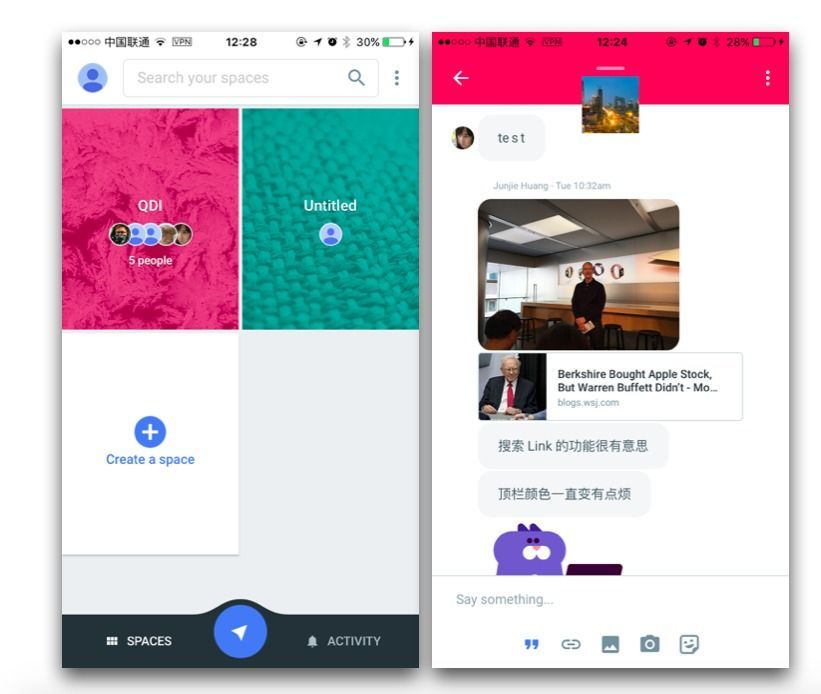 中国联通 VPN 12:28 30%
Search your spaces
QDI
5 people
Untitled
Create a space
SPACES
ACTIVITY
中国联通 VPN 12:24 28%
test
Junjie Huang · Tue 10:32am
Berkshire Bought Apple Stock,
But Warren Buffett Didn't - Mo...
blogs.wsj.com
搜索 Link 的功能很有意思
顶栏颜色一直变有点烦
Say something...